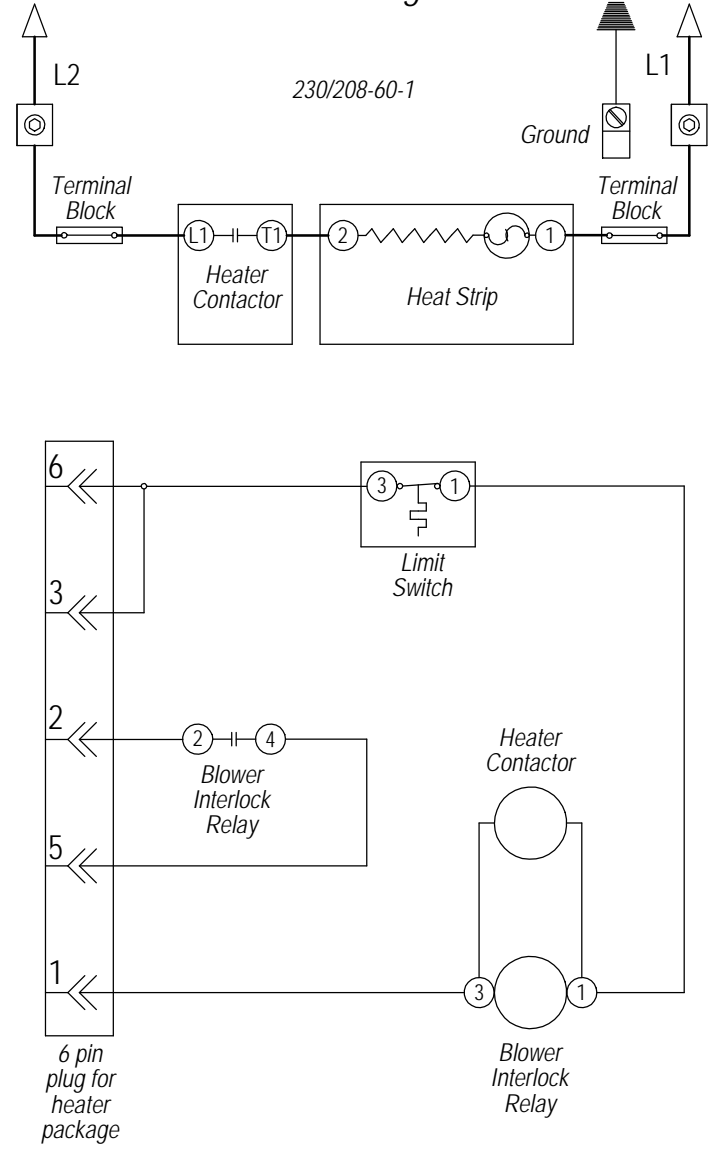 L2
L1
230/208-60-1
Ground
Terminal
Block
Terminal
Block
L1
T1
2
1
Heater
Contactor
Heat Strip
6
3
1
Limit
Switch
3
2
2
4
Blower
Interlock
Relay
Heater
Contactor
5
1
3
1
6 pin
plug for
heater
package
Blower
Interlock
Relay